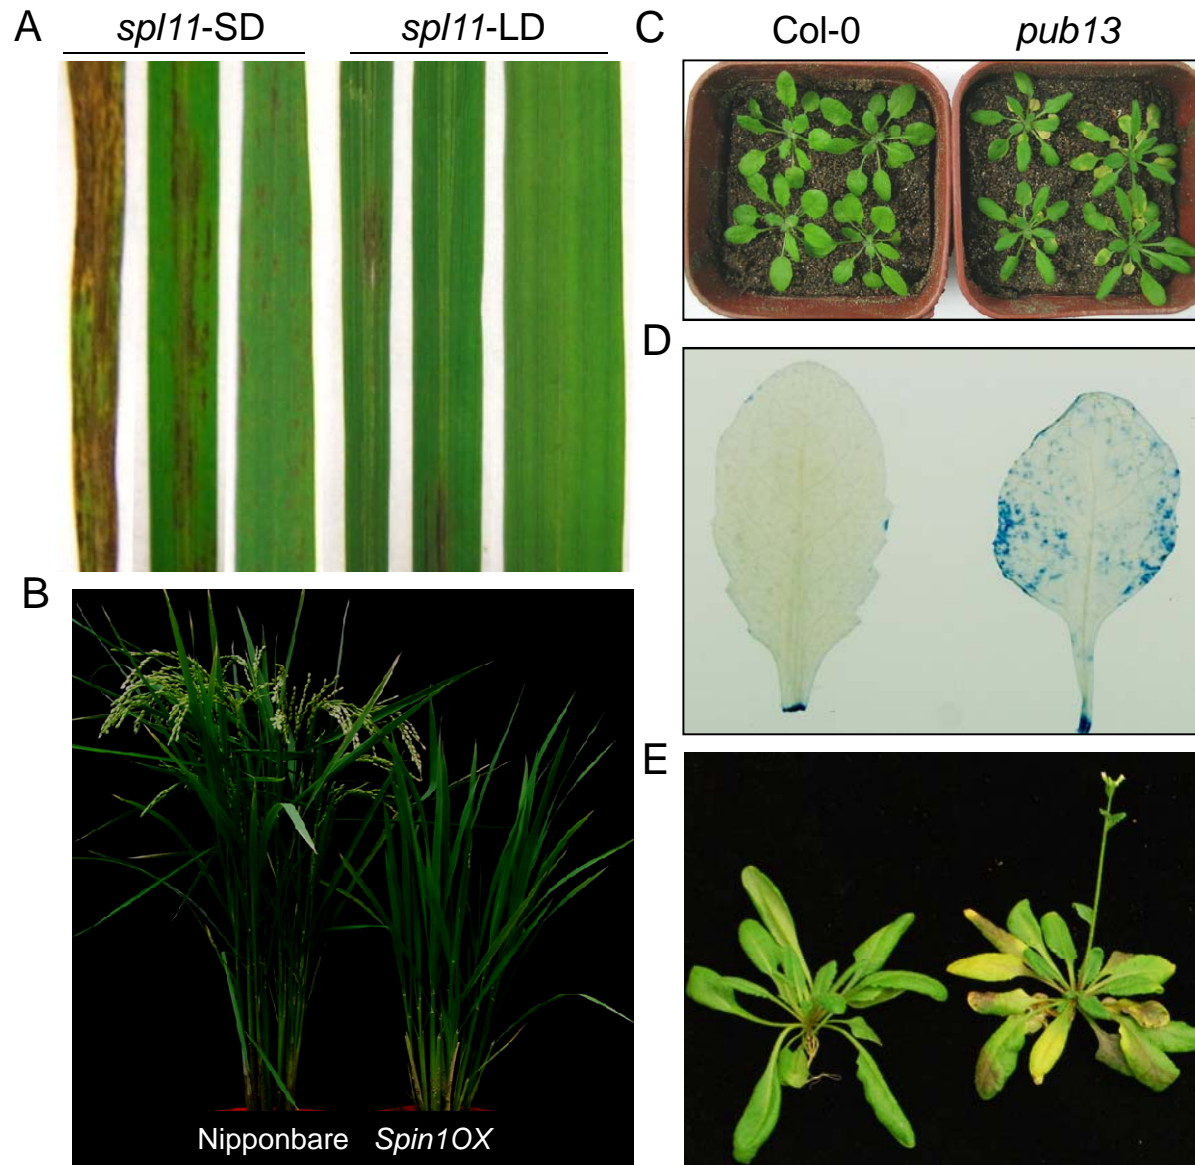 A
spl11-SD
spl11-LD
C
Col-0
pub13
D
B
E
Nipponbare
Spin1OX